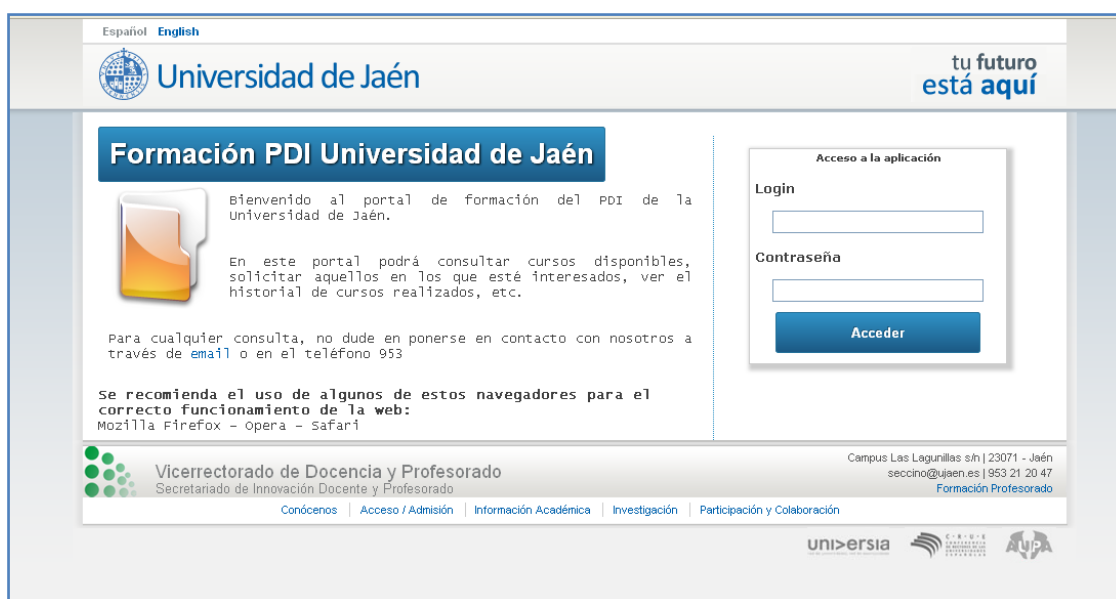 Español English
Universidad de Jaén
tu futuro
está aquí
Formación PDI Universidad de Jaén
Bienvenido al portal de formación del PDI de la
Universidad de Jaén.
En este portal podrá consultar cursos disponibles,
solicitar aquellos en los que esté interesados, ver el
historial de cursos realizados, etc.
Para cualquier consulta, no dude en ponerse en contacto con nosotros a
través de email o en el teléfono 953
Se recomienda el uso de algunos de estos navegadores para el
correcto funcionamiento de la web:
Mozilla Firefox - Opera - Safari
Acceso a la aplicación
Login
Contraseña
Acceder
Vicerrectorado de Docencia y Profesorado
Secretariado de Innovación Docente y Profesorado
Campus Las Lagunillas s/n | 23071 - Jaén
seccino@ujaen.es | 953 21 20 47
Formación Profesorado
Conócenos | Acceso / Admisión | Información Académica | Investigación | Participación y Colaboración
uni>ersia
C·R·U·E
AUPA